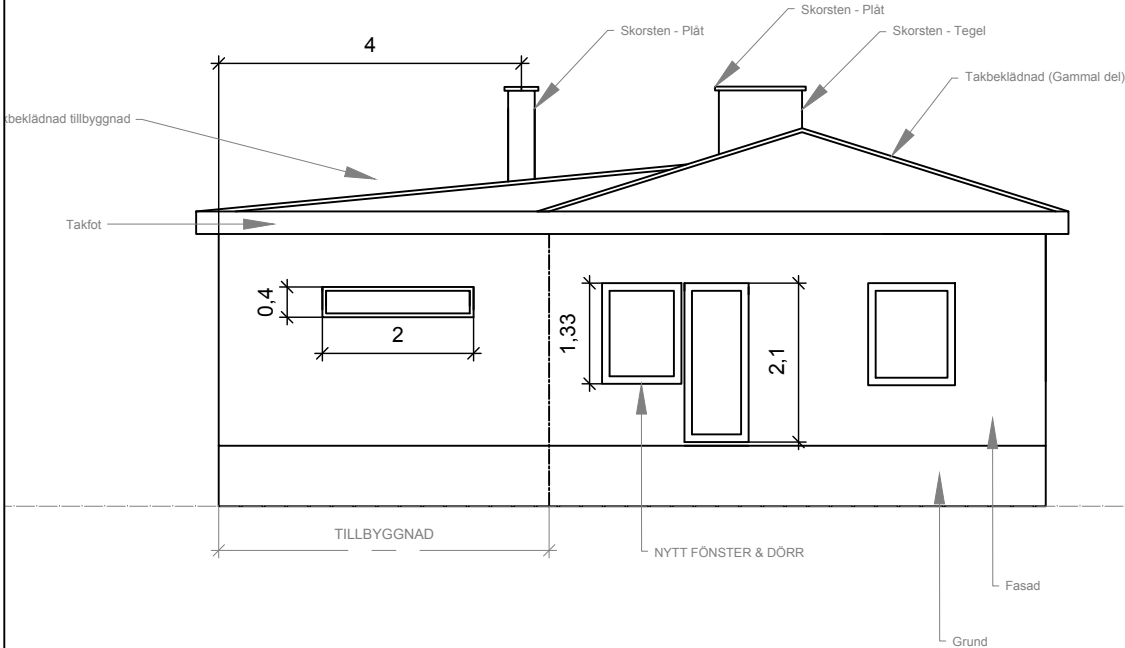 Skorsten - Plåt
4
Skorsten - Plåt
Skorsten - Tegel
Takbeklädnad (Gammal del)
kbeklädnad tillbyggnad
Takfot
0,4
2
1,33
2,1
TILLBYGGNAD
NYTT FÖNSTER & DÖRR
Fasad
Grund